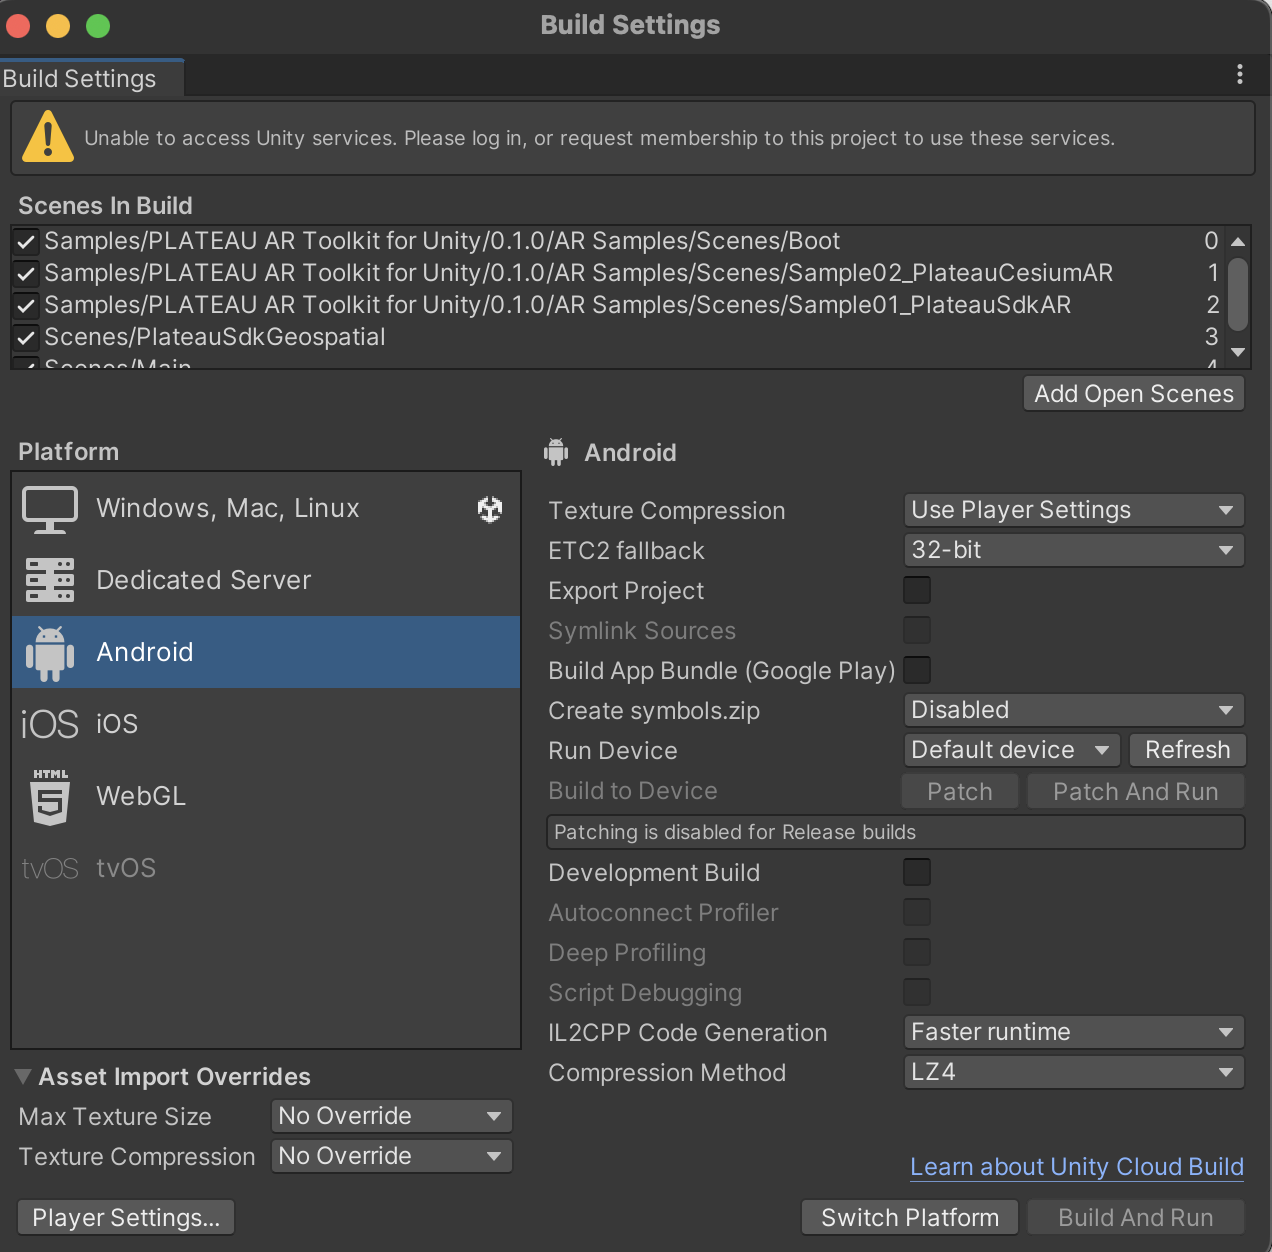 Build Settings
Build Settings
Unable to access Unity services. Please log in, or request membership to this project to use these services.
Scenes In Build
Samples/PLATEAU AR Toolkit for Unity/0.1.0/AR Samples/Scenes/Boot 0
Samples/PLATEAU AR Toolkit for Unity/0.1.0/AR Samples/Scenes/Sample02_PlateauCesiumAR 1
Samples/PLATEAU AR Toolkit for Unity/0.1.0/AR Samples/Scenes/Sample01_PlateauSdkAR 2
Scenes/PlateauSdkGeospatial 3
Scenes/Main 4
Add Open Scenes
Platform
Windows, Mac, Linux
Dedicated Server
Android
iOS iOS
HTML 5 WebGL
tvOS tvOS
Android
Texture Compression Use Player Settings
ETC2 fallback 32-bit
Export Project
Symlink Sources
Build App Bundle (Google Play)
Create symbols.zip Disabled
Run Device Default device Refresh
Build to Device Patch Patch And Run
Patching is disabled for Release builds
Development Build
Autoconnect Profiler
Deep Profiling
Script Debugging
IL2CPP Code Generation Faster runtime
Compression Method LZ4
Asset Import Overrides
Max Texture Size No Override
Texture Compression No Override
Learn about Unity Cloud Build
Player Settings... Switch Platform Build And Run